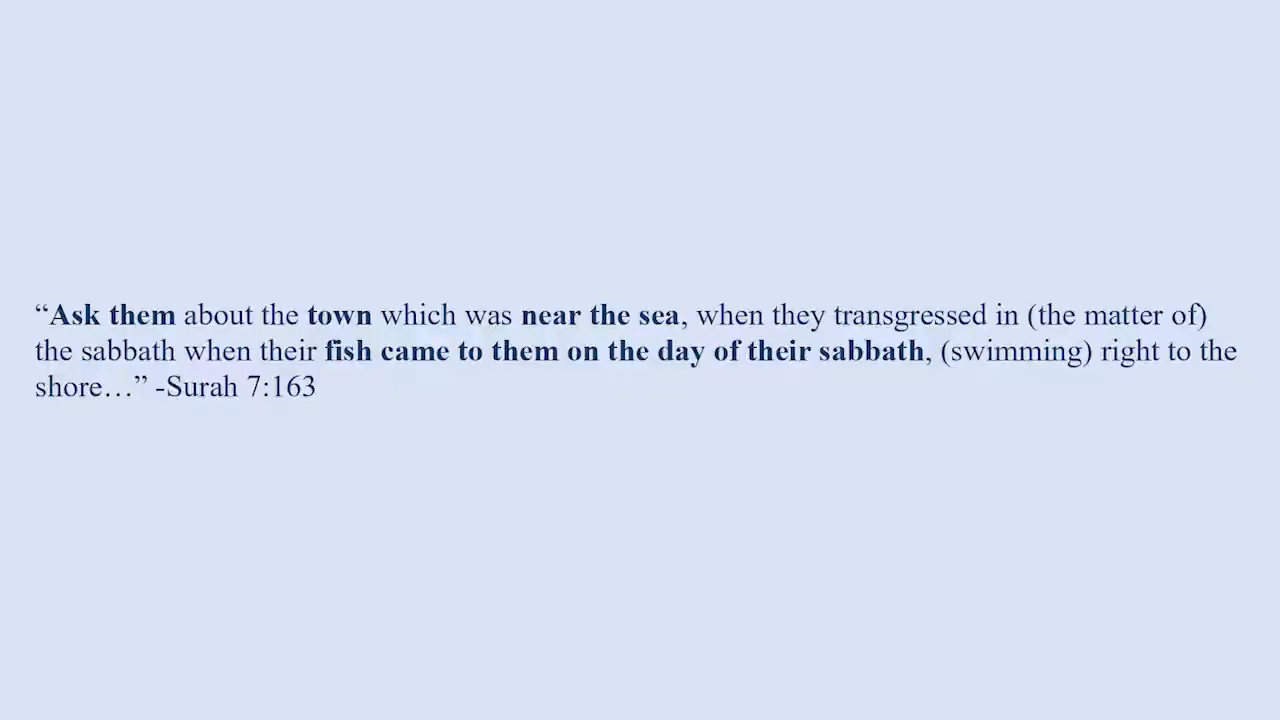 “Ask them about the town which was near the sea, when they transgressed in (the matter of)
the sabbath when their fish came to them on the day of their sabbath, (swimming) right to the
shore…” -Surah 7:163